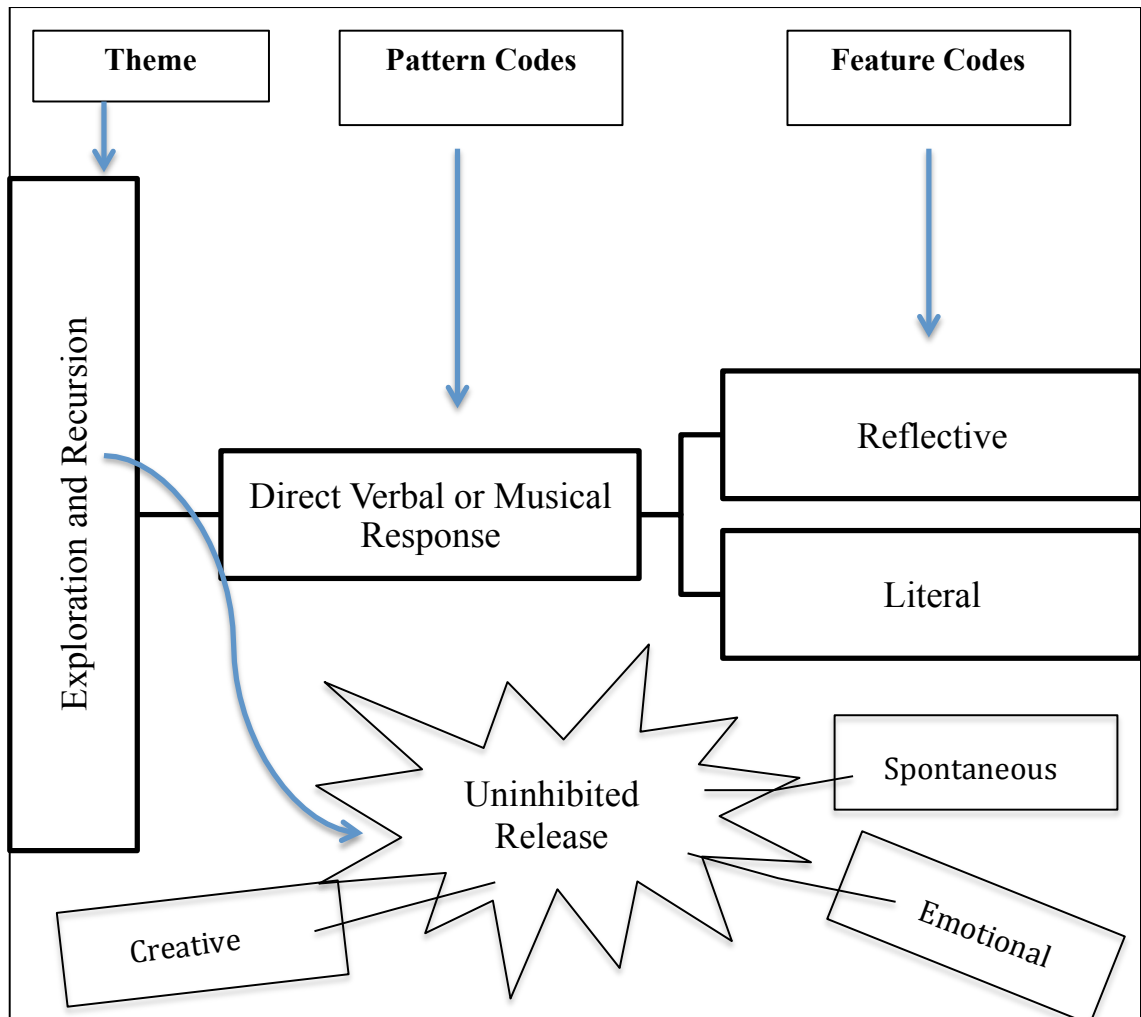 Theme
Pattern Codes
Feature Codes
Exploration and Recursion
Direct Verbal or Musical
Response
Reflective
Literal
Uninhibited
Release
Spontaneous
Emotional
Creative